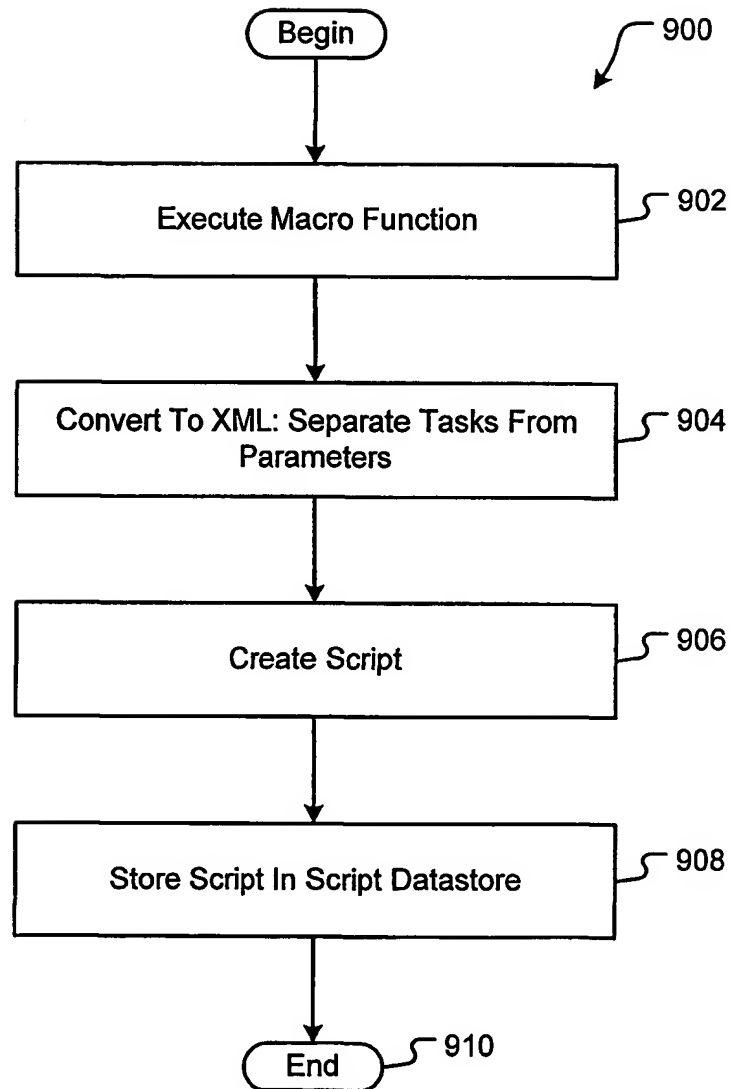 Begin
900
Execute Macro Function
902
Convert To XML: Separate Tasks From
Parameters
904
Create Script
906
Store Script In Script Datastore
908
End
910